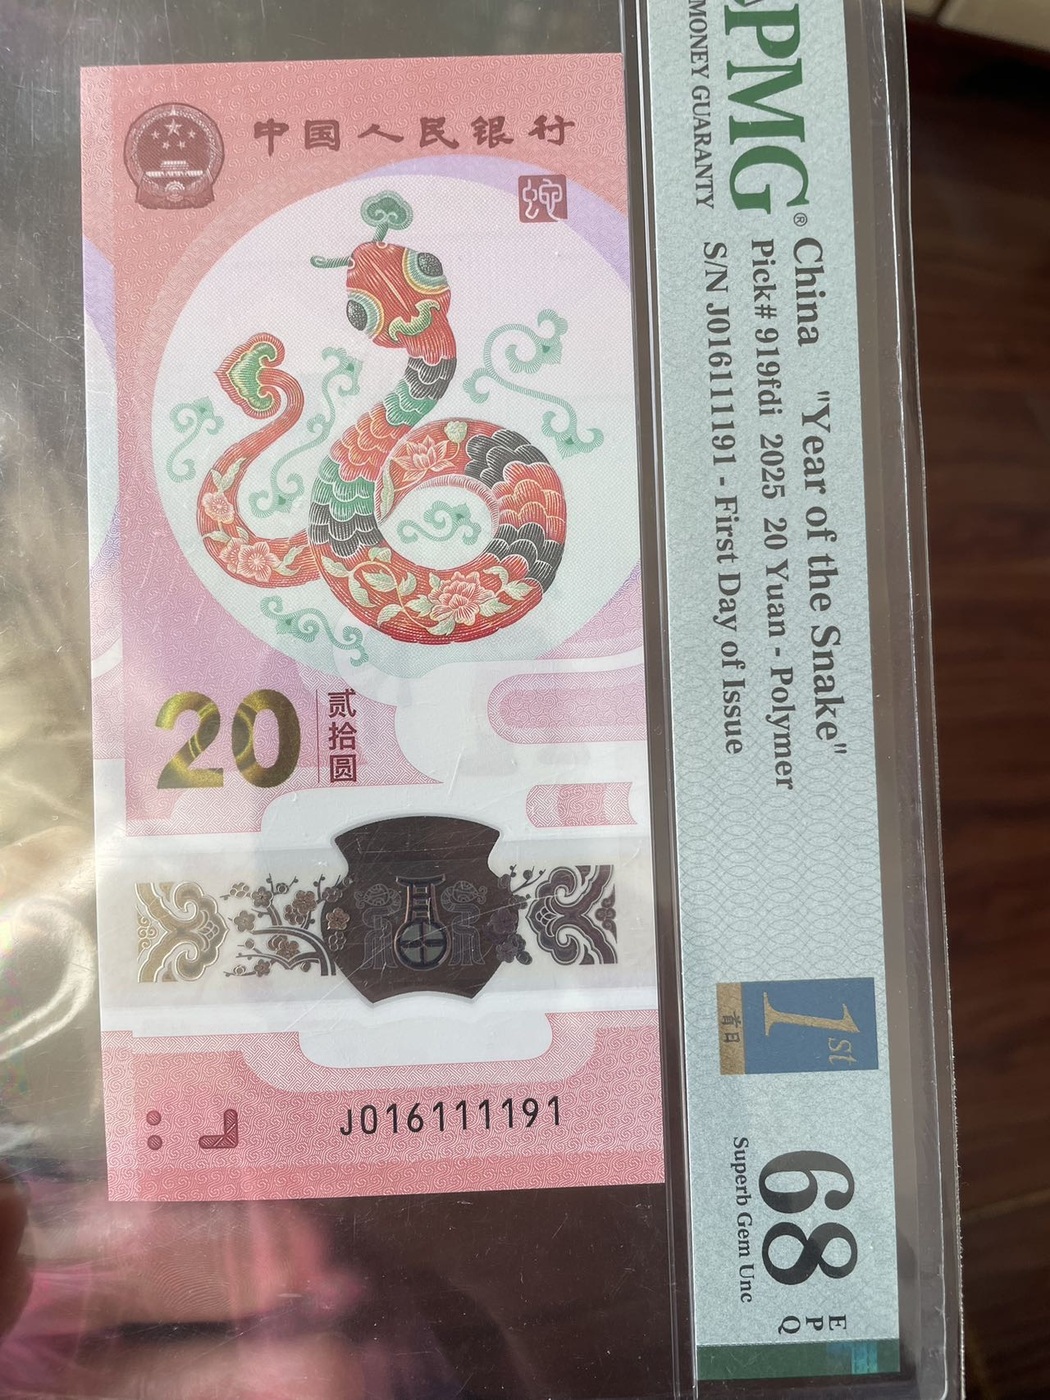 中国人民银行
蛇
20
贰拾圆
J016111191
PMG
MONEY GUARANTY
China "Year of the Snake"
Pick# 919fdi 2025 20 Yuan - Polymer
S/N J016111191 - First Day of Issue
1st
首日
68
EPQ
Superb Gem Unc